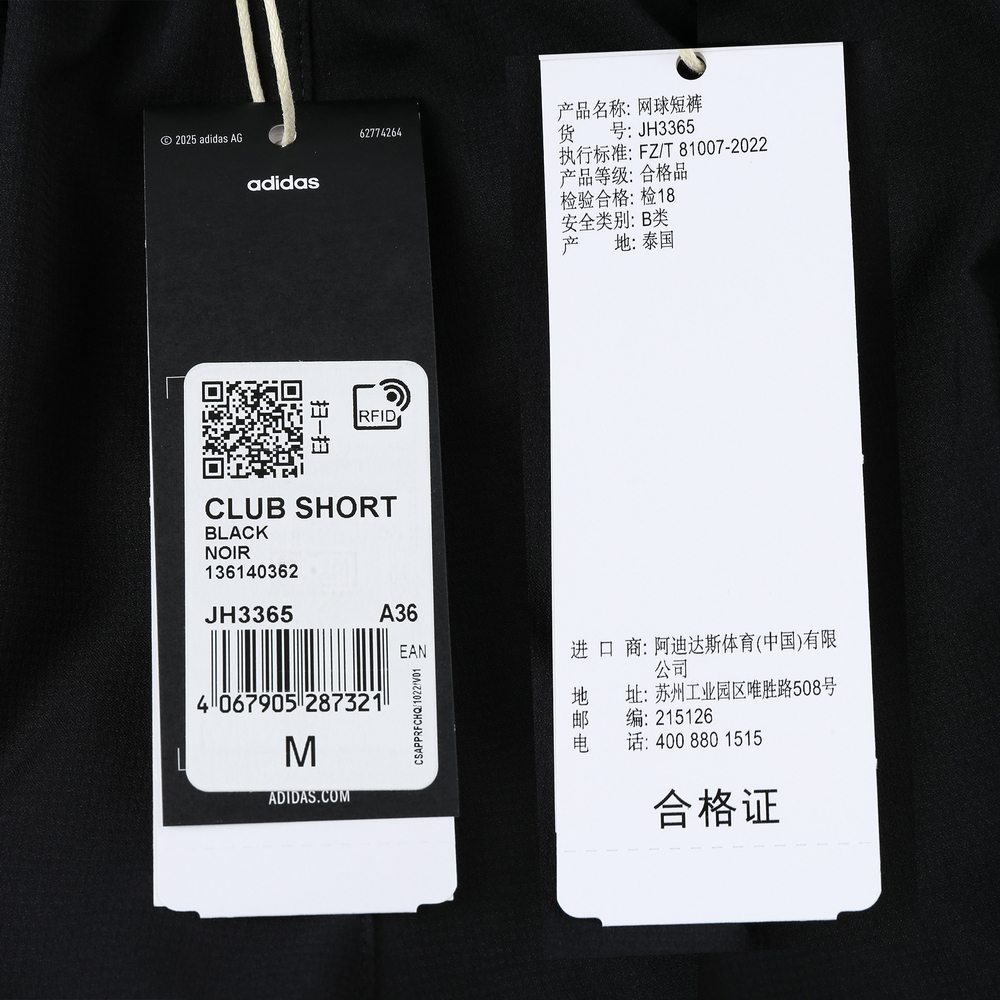 © 2025 adidas AG
62774264
adidas
扫一扫
RFID
CLUB SHORT
BLACK
NOIR
136140362
JH3365 A36
EAN
4 067905 287321
CSAPPRFCHQ/1022/V01
M
ADIDAS.COM
产品名称: 网球短裤
货 号: JH3365
执行标准: FZ/T 81007-2022
产品等级: 合格品
检验合格: 检18
安全类别: B类
产 地: 泰国
进 口 商: 阿迪达斯体育(中国)有限
公司
地 址: 苏州工业园区唯胜路508号
邮 编: 215126
电 话: 400 880 1515
合格证